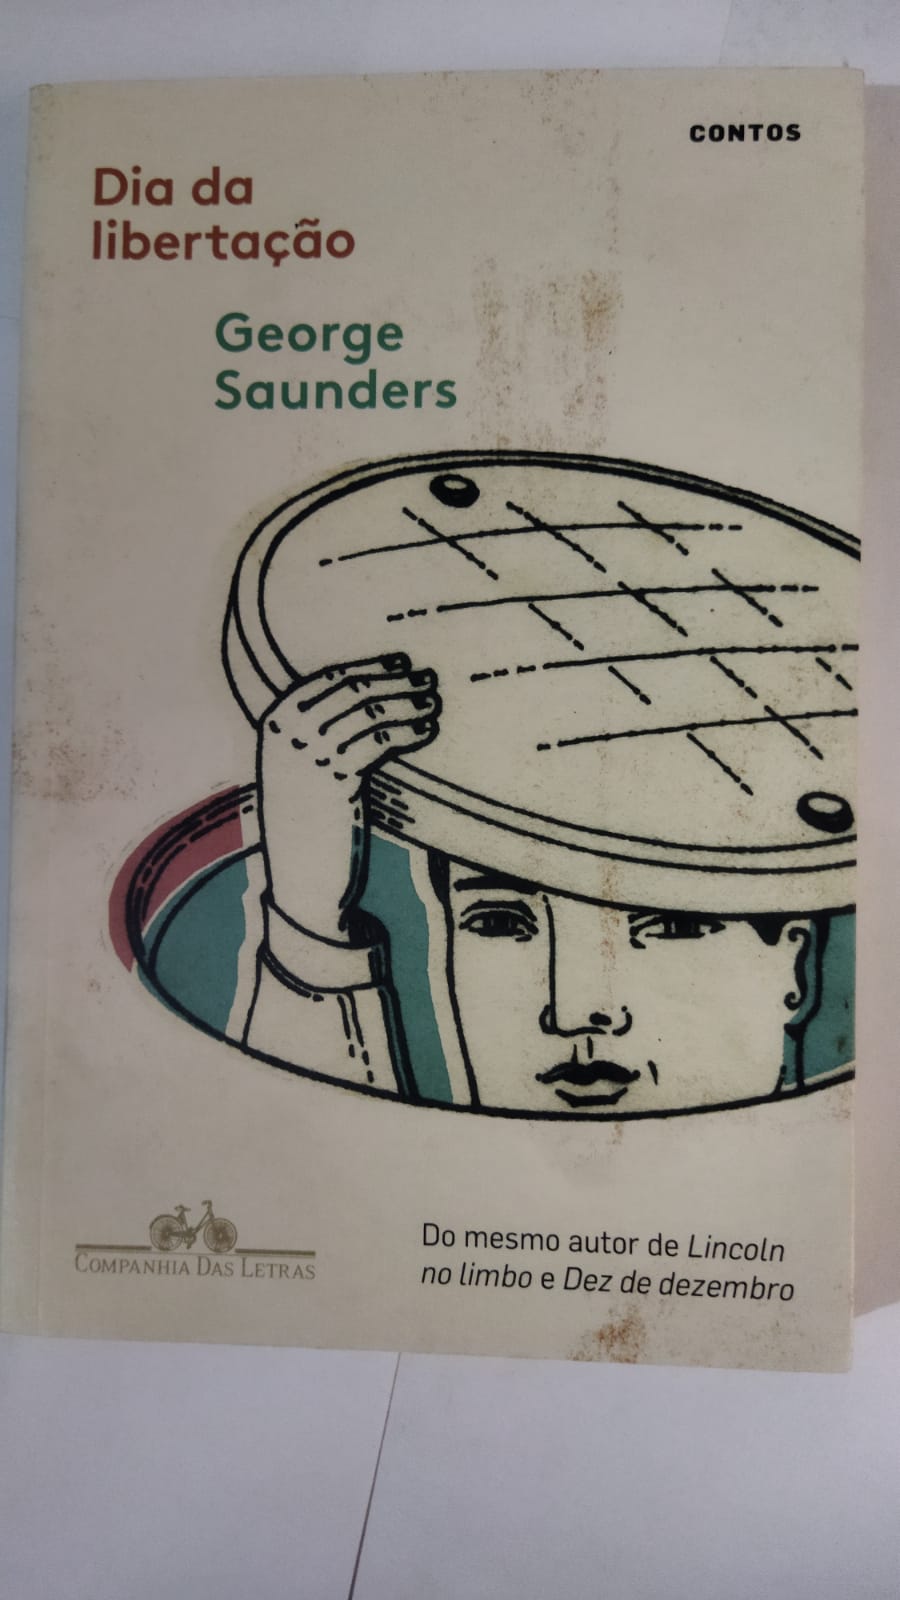 CONTOS
Dia da
libertação
George
Saunders
COMPANHIA DAS LETRAS
Do mesmo autor de Lincoln
no limbo e Dez de dezembro